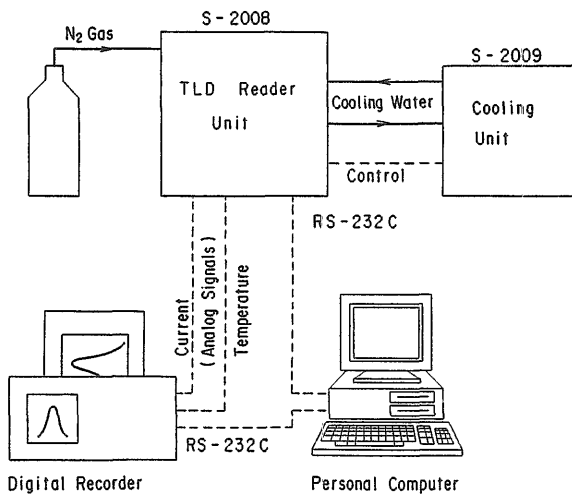 S-2008
N₂ Gas
TLD Reader
Unit
S-2009
Cooling Water
Cooling
Unit
Control
RS-232C
Current
(Analog Signals)
Temperature
RS-232C
Digital Recorder
Personal Computer